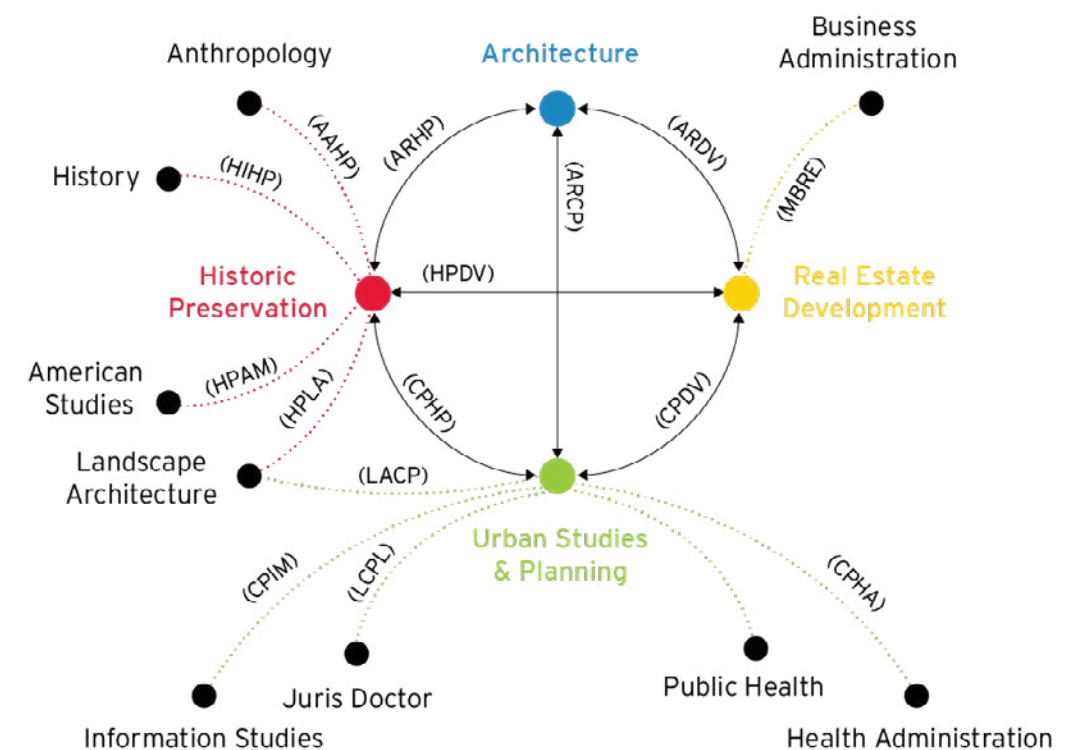 Business
Administration
Anthropology
Architecture
(AAHP)
(ARHP)
(ARDV)
(HIHP)
History
(ARCP)
(MBRE)
Historic
Preservation
(HPDV)
Real Estate
Development
American
Studies
(HPAM)
(HPLA)
(CPHP)
(CPDV)
Landscape
Architecture
(LACP)
Urban Studies
& Planning
(CPIM)
(LCPL)
(CPHA)
Juris Doctor
Public Health
Information Studies
Health Administration